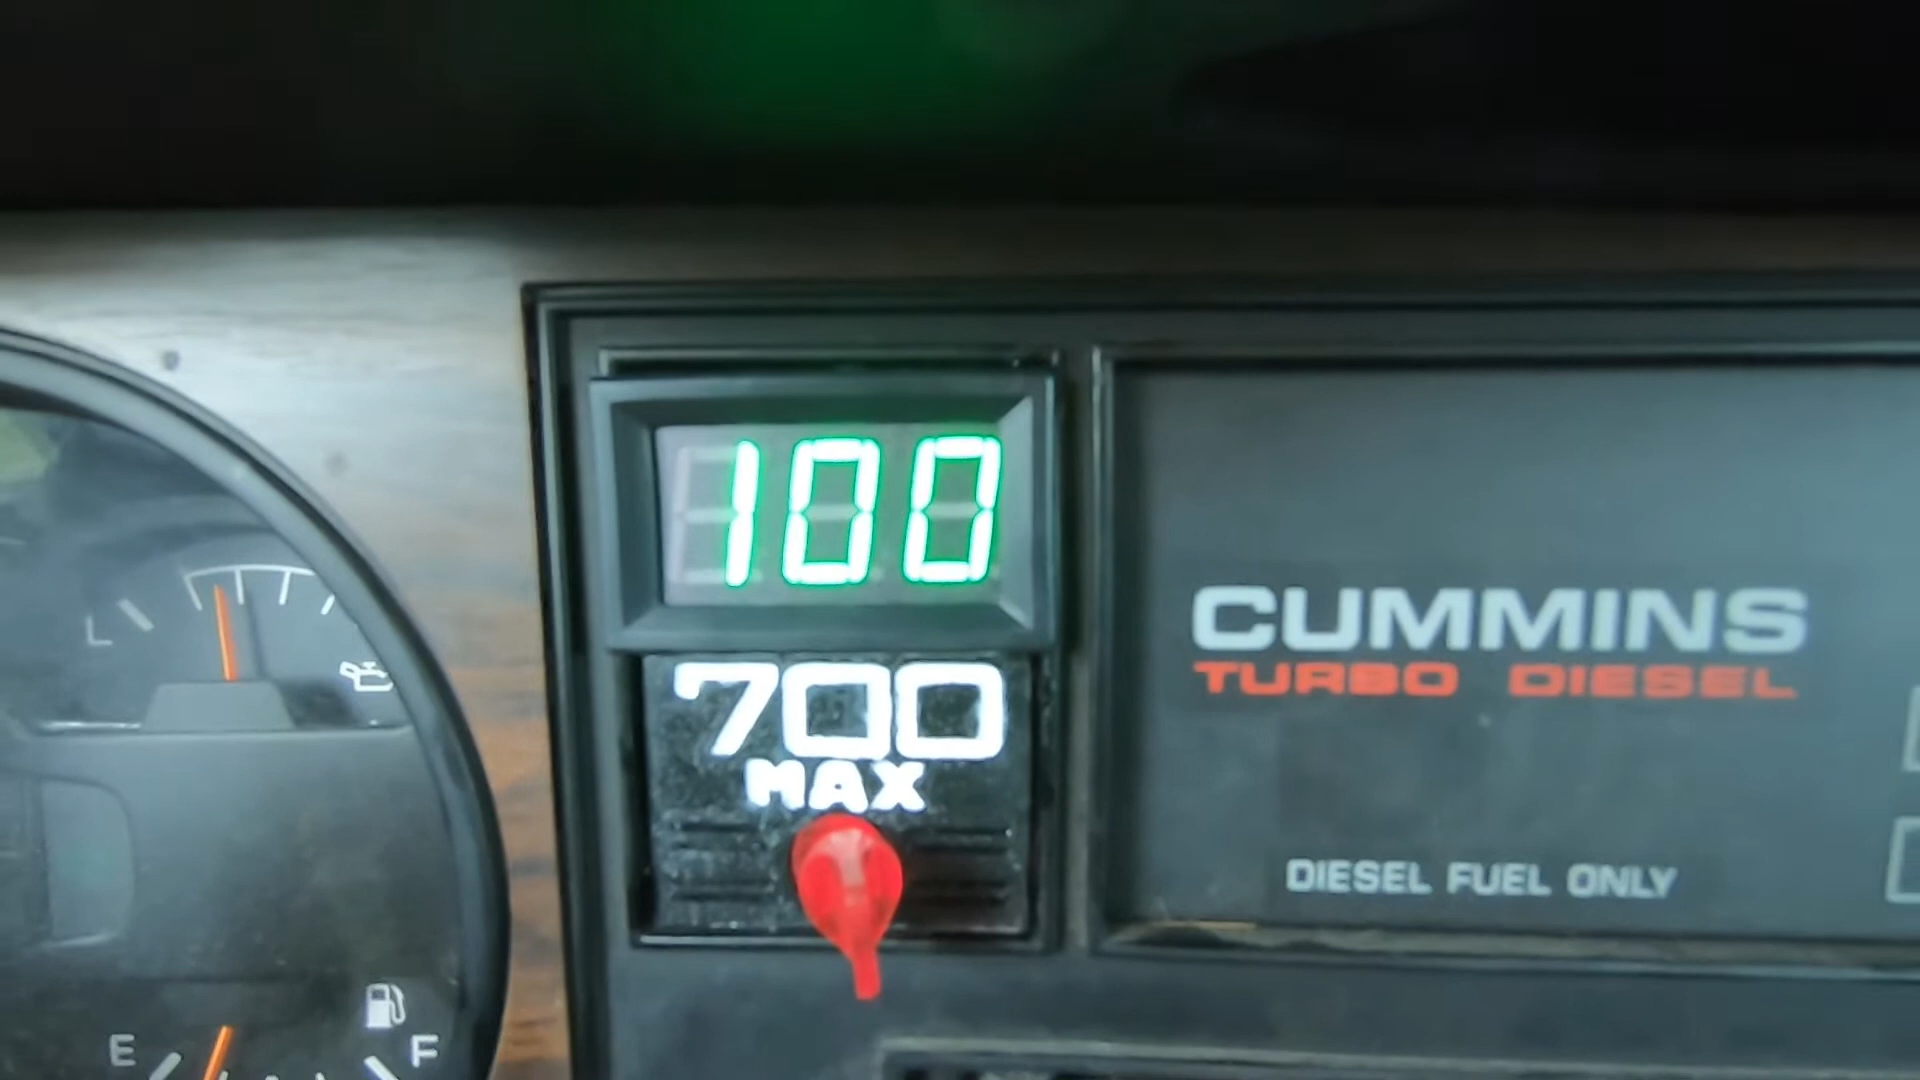 100
700
MAX
CUMMINS
TURBO DIESEL
DIESEL FUEL ONLY
L
E
F